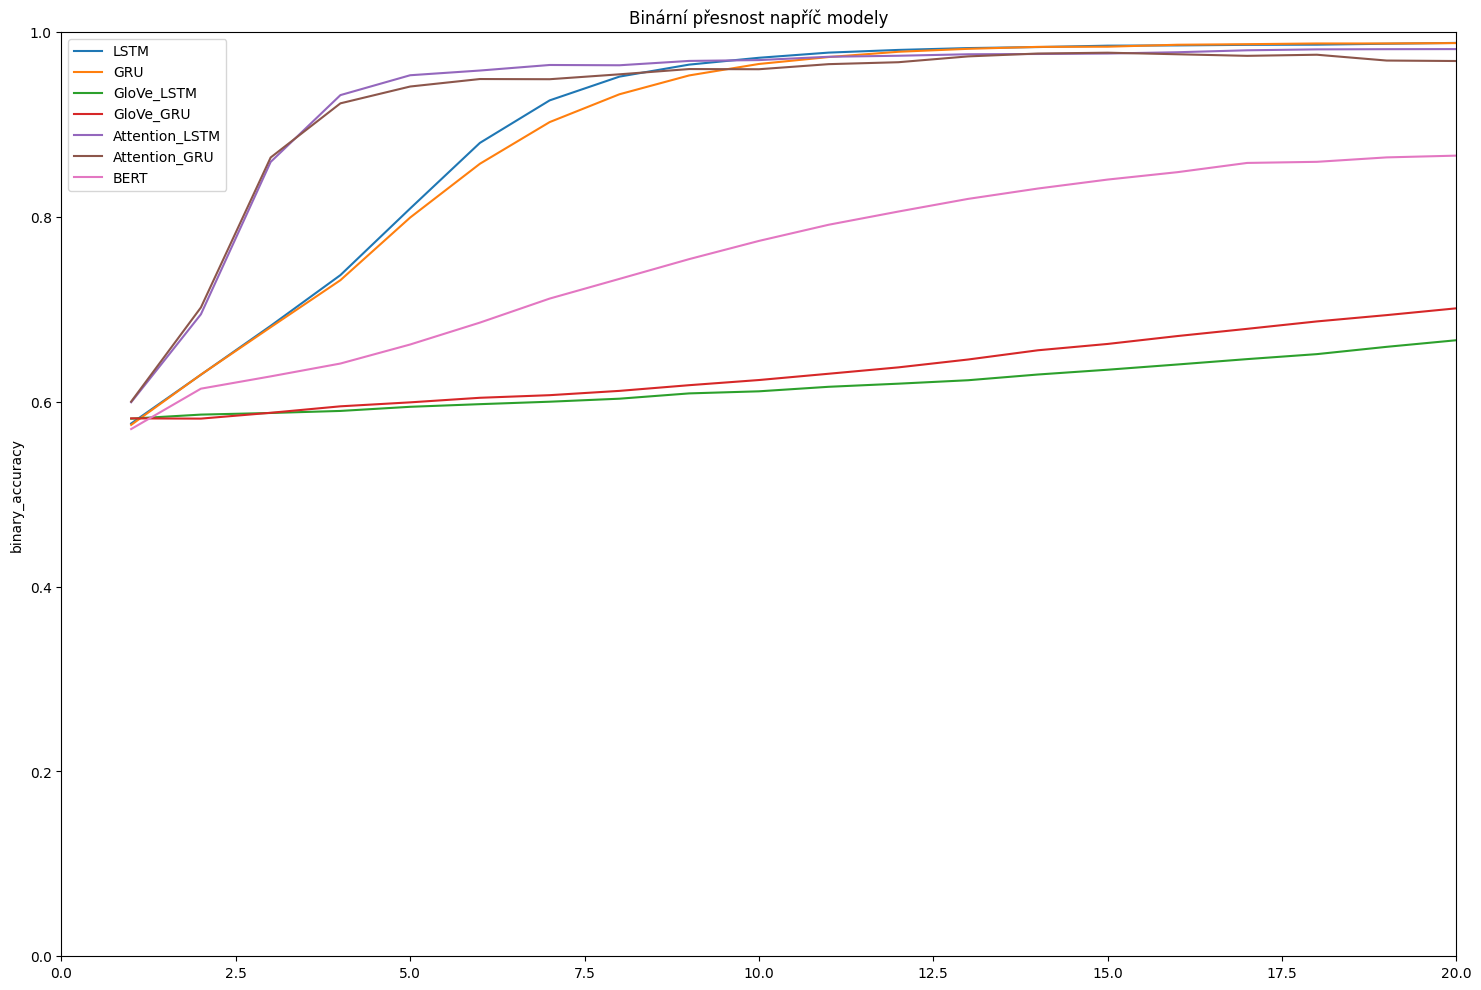 Binární přesnost napříč modely
1.0
LSTM
GRU
GloVe_LSTM
GloVe_GRU
Attention_LSTM
Attention_GRU
BERT
0.8
0.6
binary_accuracy
0.4
0.2
0.0
0.0 2.5 5.0 7.5 10.0 12.5 15.0 17.5 20.0